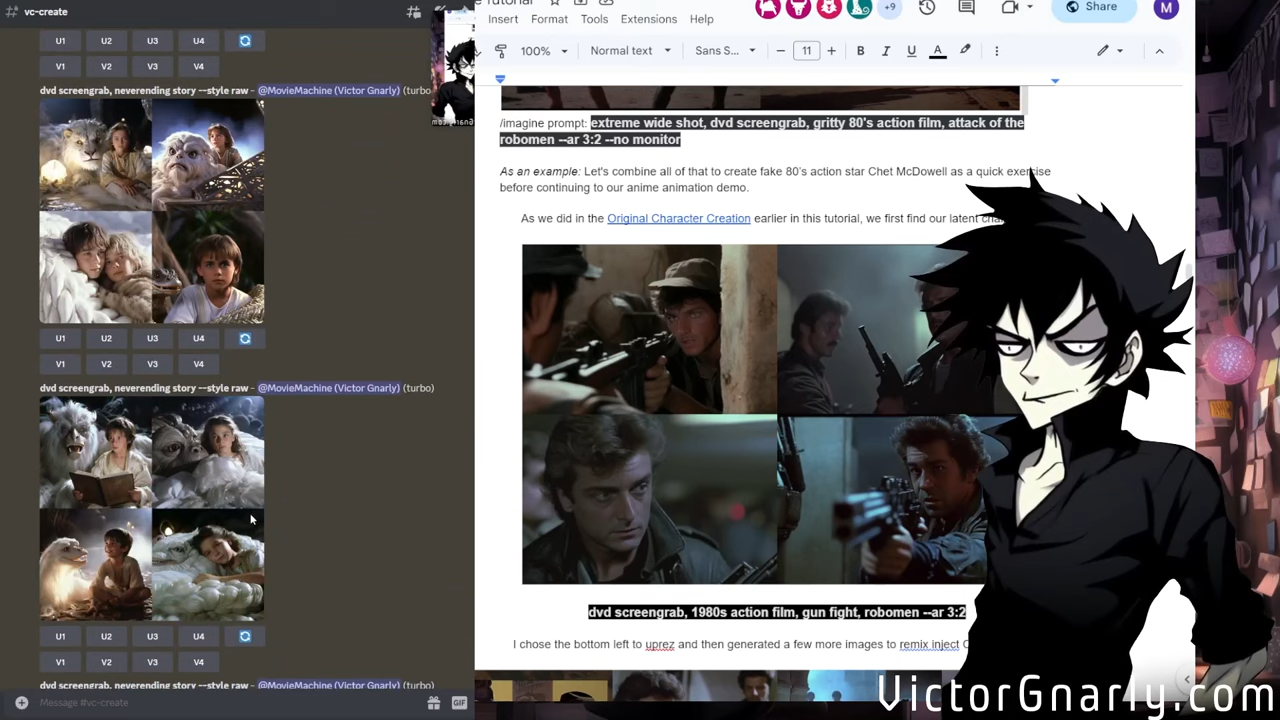 vc-create
U1 U2 U3 U4
V1 V2 V3 V4
dvd screengrab, neverending story --style raw - @MovieMachine (Victor Gnarly) (turbo
U1 U2 U3 U4
V1 V2 V3 V4
dvd screengrab, neverending story --style raw - @MovieMachine (Victor Gnarly) (turbo)
U1 U2 U3 U4
V1 V2 V3 V4
dvd screengrab, neverending story --style raw - @MovieMachine (Victor Gnarly) (turbo)
Message #vc-create
GIF
Tutorial
Insert Format Tools Extensions Help
+9
Share
M
100% Normal text Sans S... 11 B I U A
/imagine prompt: extreme wide shot, dvd screengrab, gritty 80's action film, attack of the
robomen --ar 3:2 --no monitor
As an example: Let's combine all of that to create fake 80's action star Chet McDowell as a quick exercise
before continuing to our anime animation demo.
As we did in the Original Character Creation earlier in this tutorial, we first find our latent
dvd screengrab, 1980s action film, gun fight, robomen --ar 3:2
I chose the bottom left to uprez and then generated a few more images to remix inject
VictorGnarly.com